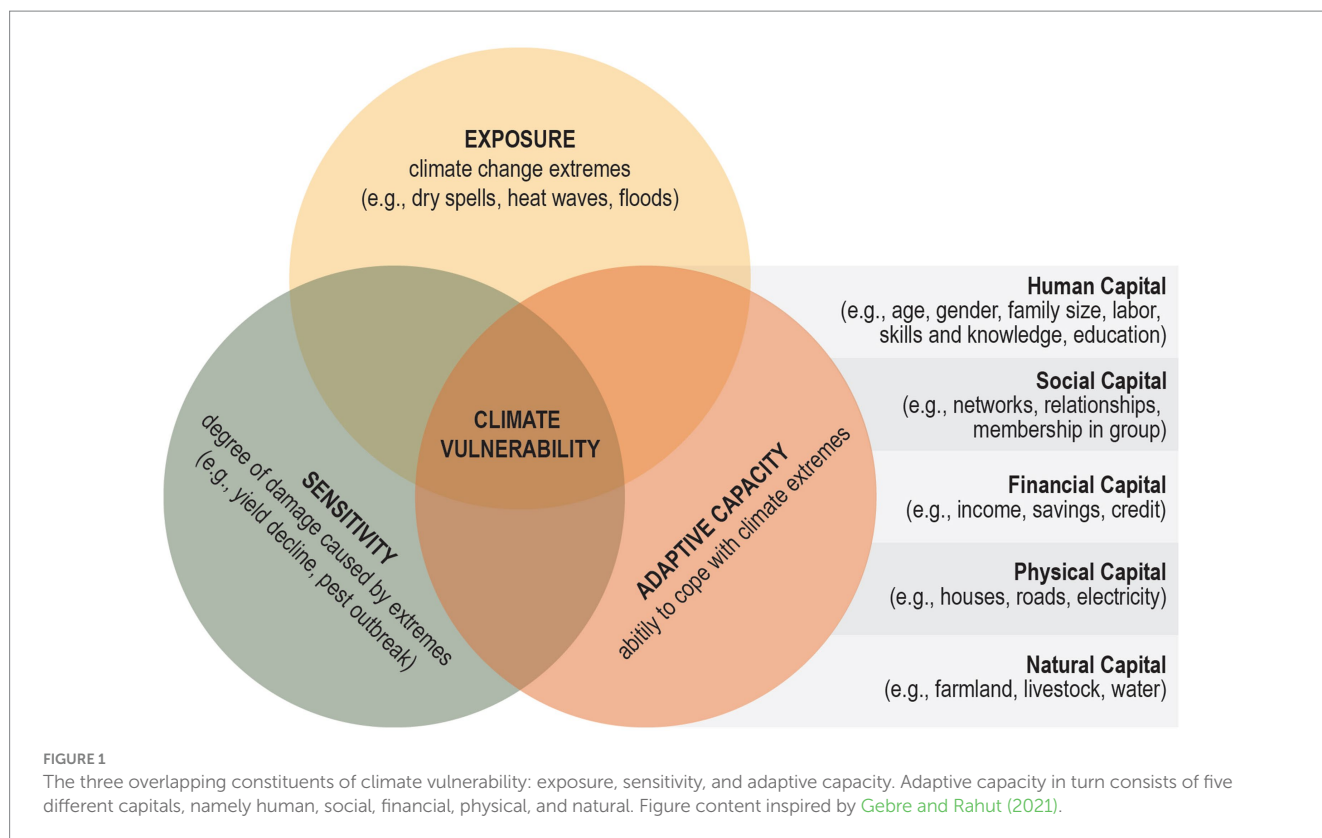 EXPOSURE
climate change extremes
(e.g., dry spells, heat waves, floods)
CLIMATE
VULNERABILITY
SENSITIVITY
degree of damage caused by extremes
(e.g., yield decline, pest outbreak)
ADAPTIVE CAPACITY
abitily to cope with climate extremes
Human Capital
(e.g., age, gender, family size, labor,
skills and knowledge, education)
Social Capital
(e.g., networks, relationships,
membership in group)
Financial Capital
(e.g., income, savings, credit)
Physical Capital
(e.g., houses, roads, electricity)
Natural Capital
(e.g., farmland, livestock, water)
FIGURE 1
The three overlapping constituents of climate vulnerability: exposure, sensitivity, and adaptive capacity. Adaptive capacity in turn consists of five
different capitals, namely human, social, financial, physical, and natural. Figure content inspired by Gebre and Rahut (2021).